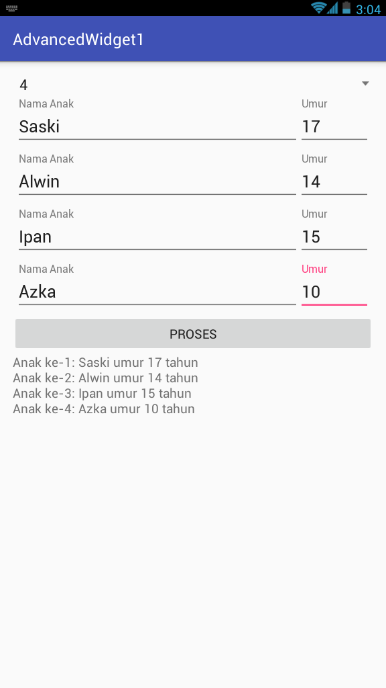 3:04
AdvancedWidget1
4
Nama Anak Umur
Saski 17
Nama Anak Umur
Alwin 14
Nama Anak Umur
Ipan 15
Nama Anak Umur
Azka 10
PROSES
Anak ke-1: Saski umur 17 tahun
Anak ke-2: Alwin umur 14 tahun
Anak ke-3: Ipan umur 15 tahun
Anak ke-4: Azka umur 10 tahun